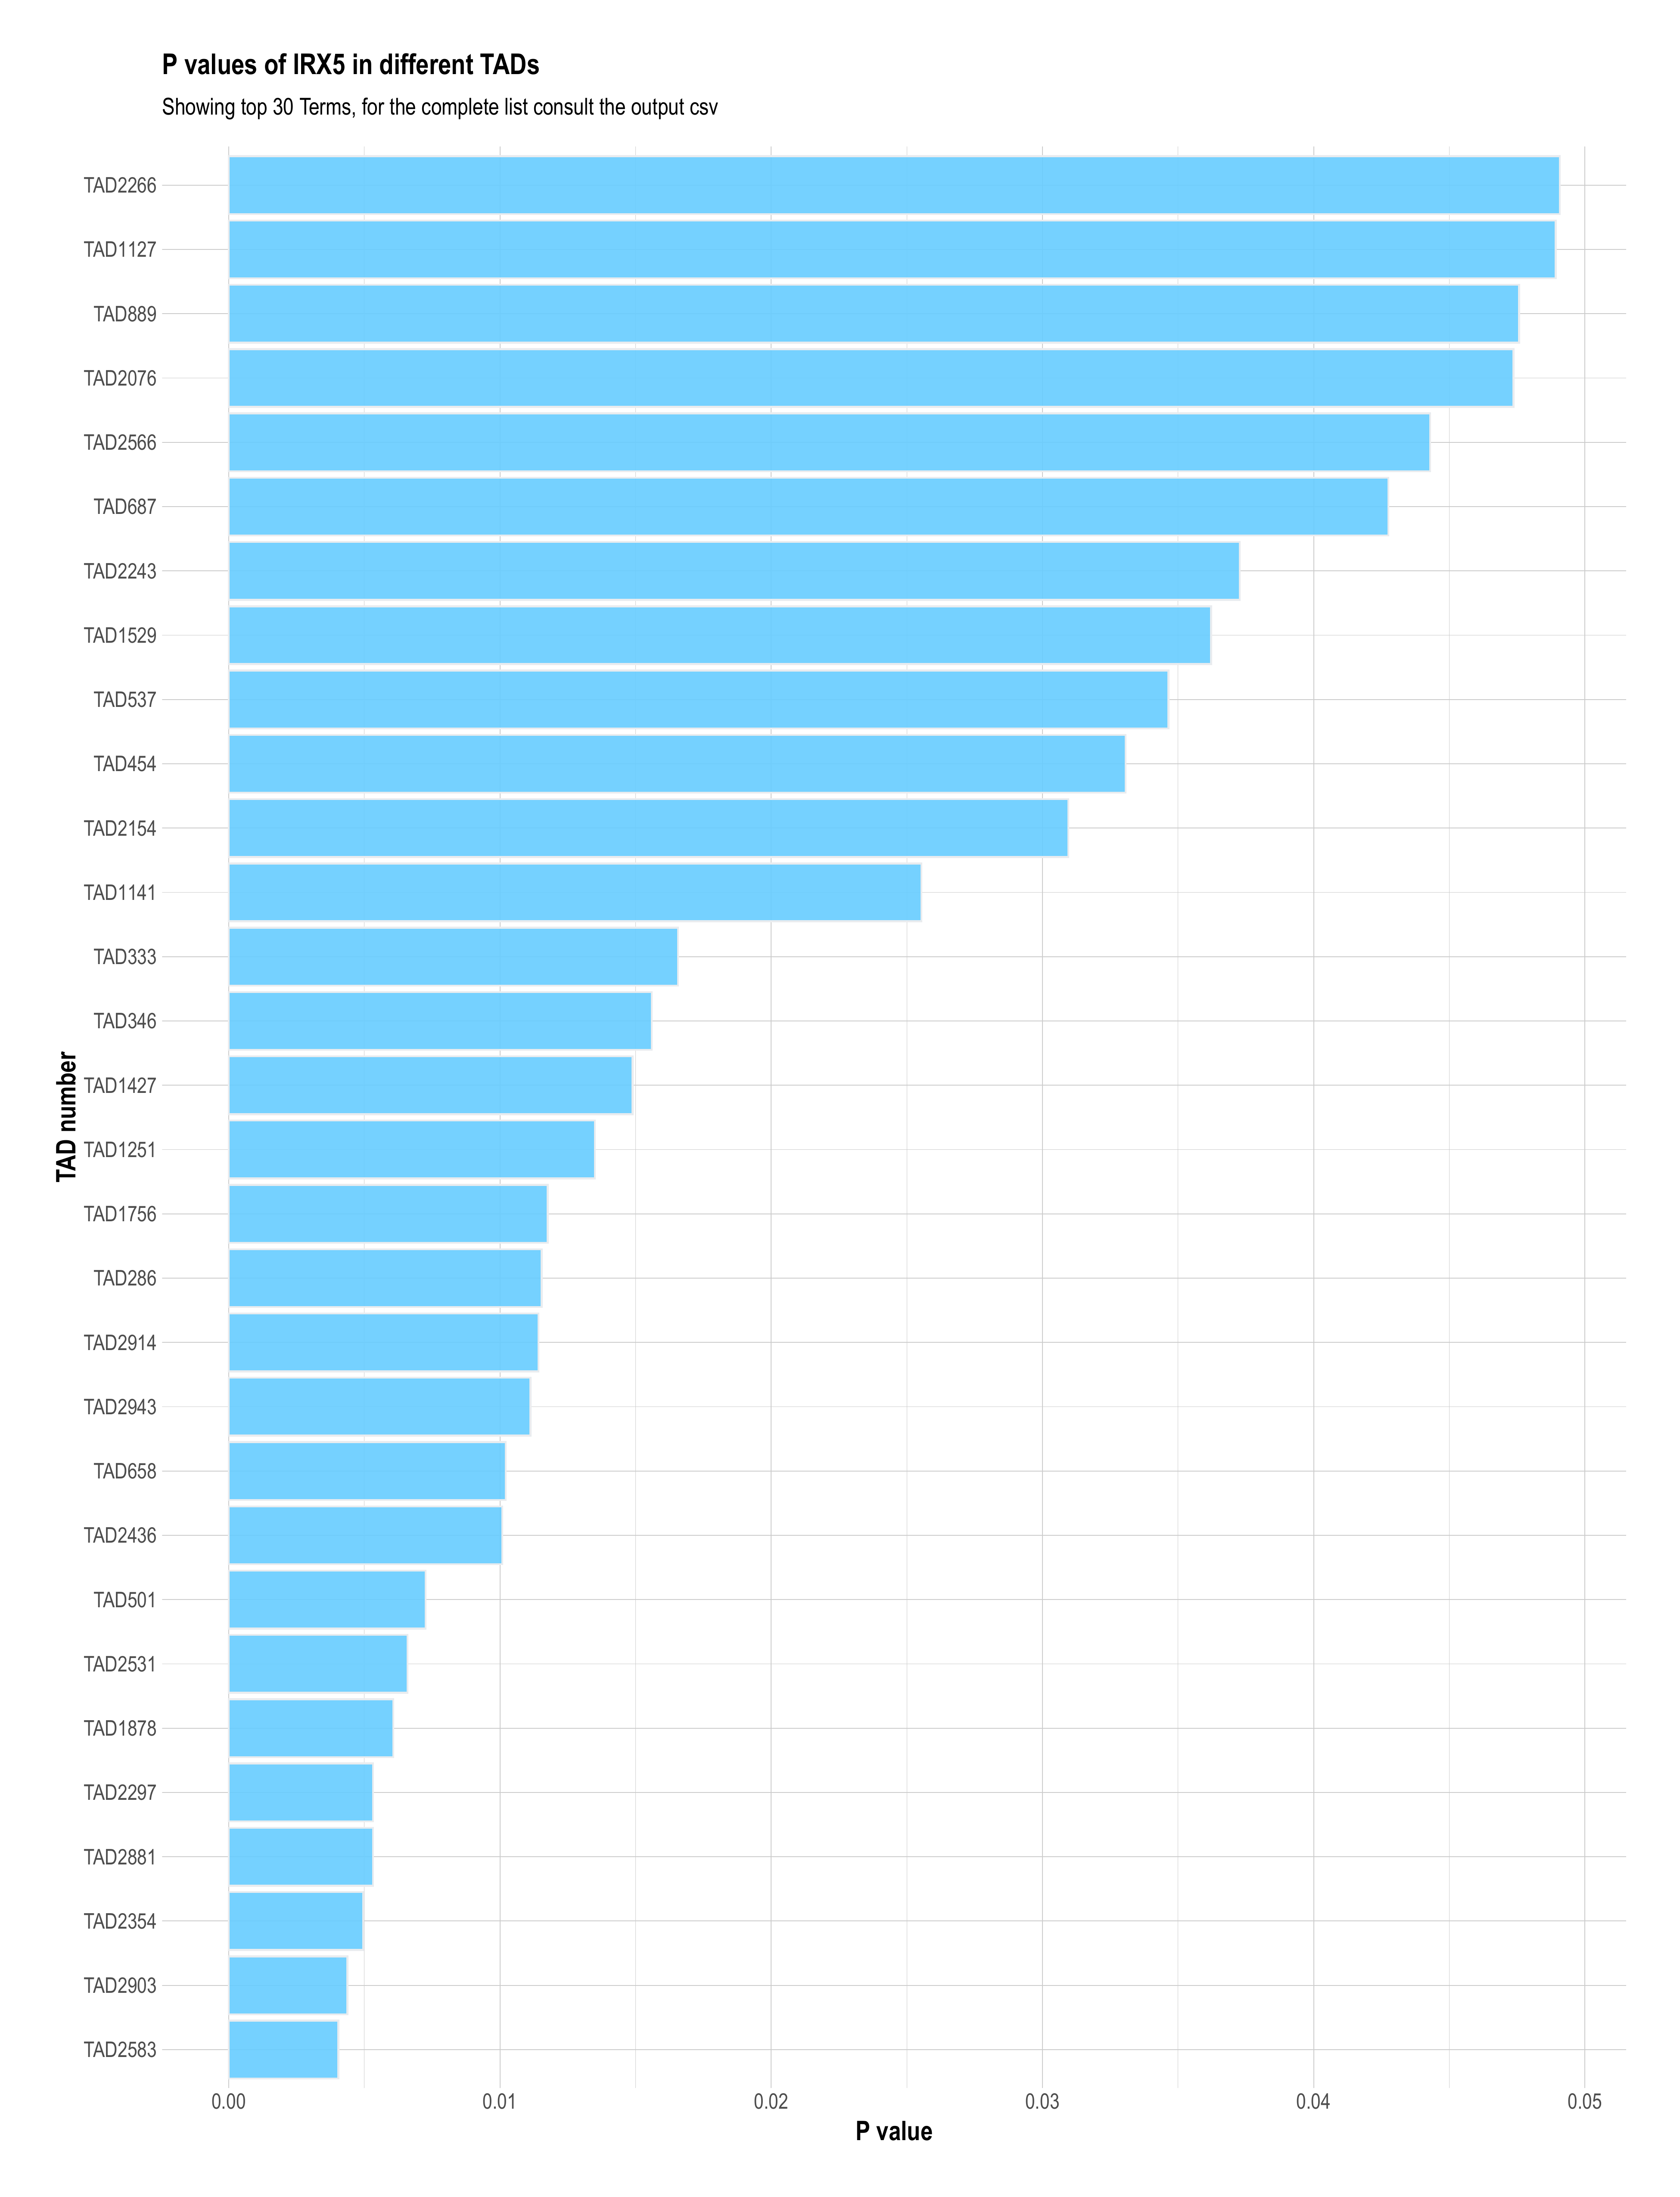 P values of IRX5 in different TADs
Showing top 30 Terms, for the complete list consult the output csv
TAD2266
TAD1127
TAD889
TAD2076
TAD2566
TAD687
TAD2243
TAD1529
TAD537
TAD454
TAD2154
TAD1141
TAD333
TAD346
TAD1427
TAD1251
TAD1756
TAD286
TAD2914
TAD2943
TAD658
TAD2436
TAD501
TAD2531
TAD1878
TAD2297
TAD2881
TAD2354
TAD2903
TAD2583
TAD number
0.00 0.01 0.02 0.03 0.04 0.05
P value